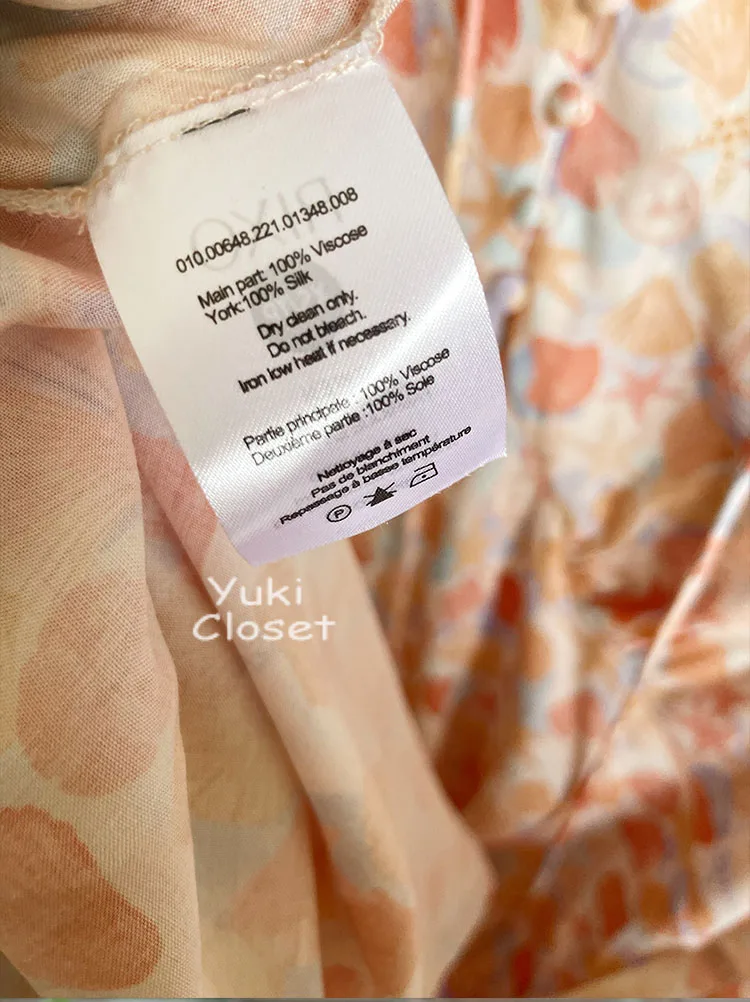 010.00648.221.01348.008
Main part: 100% Viscose
York:100% Silk
Dry clean only.
Do not bleach.
Iron low heat if necessary.
Partie principale : 100% Viscose
Deuxième partie :100% Soie
Nettoyage à sec
Pas de blanchiment
Repassage à basse température
P
Yuki
Closet